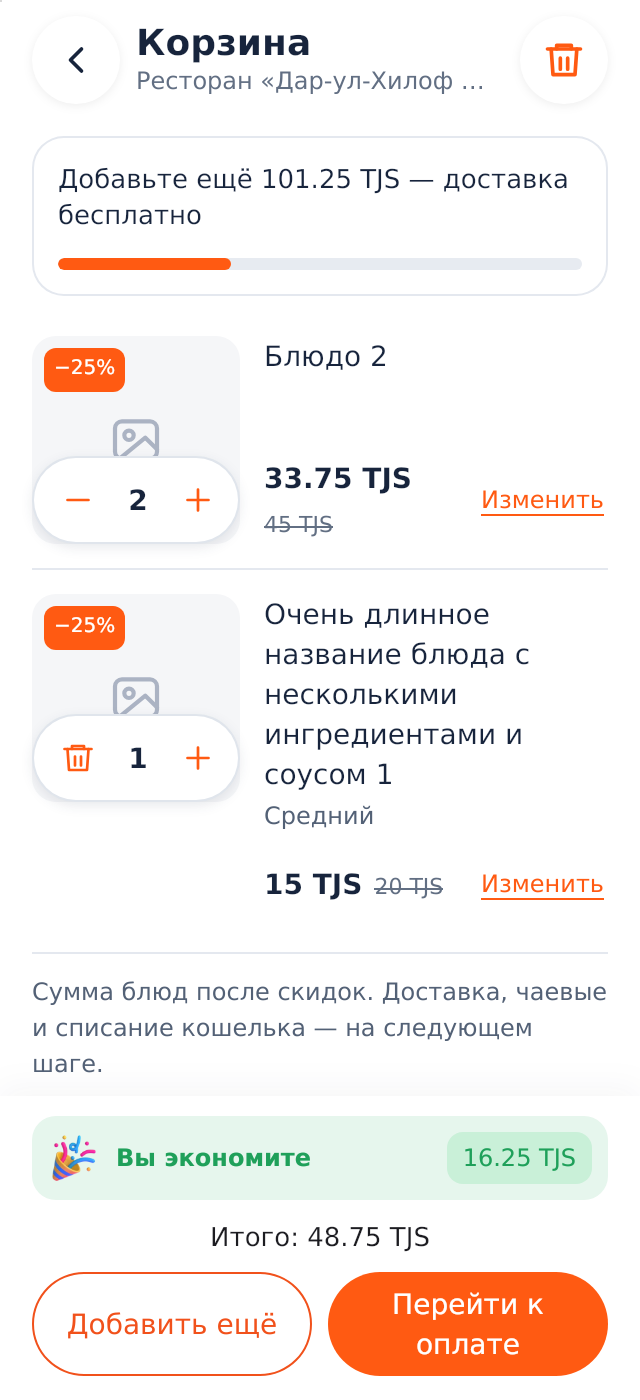 Корзина
Ресторан «Дар-ул-Хилоф ...
Добавьте ещё 101.25 TJS — доставка
бесплатно
−25%
Блюдо 2
2
33.75 TJS
45 TJS
Изменить
−25%
Очень длинное
название блюда с
несколькими
ингредиентами и
соусом 1
1
Средний
15 TJS 20 TJS
Изменить
Сумма блюд после скидок. Доставка, чаевые
и списание кошелька — на следующем
шаге.
Вы экономите
16.25 TJS
Итого: 48.75 TJS
Добавить ещё
Перейти к
оплате